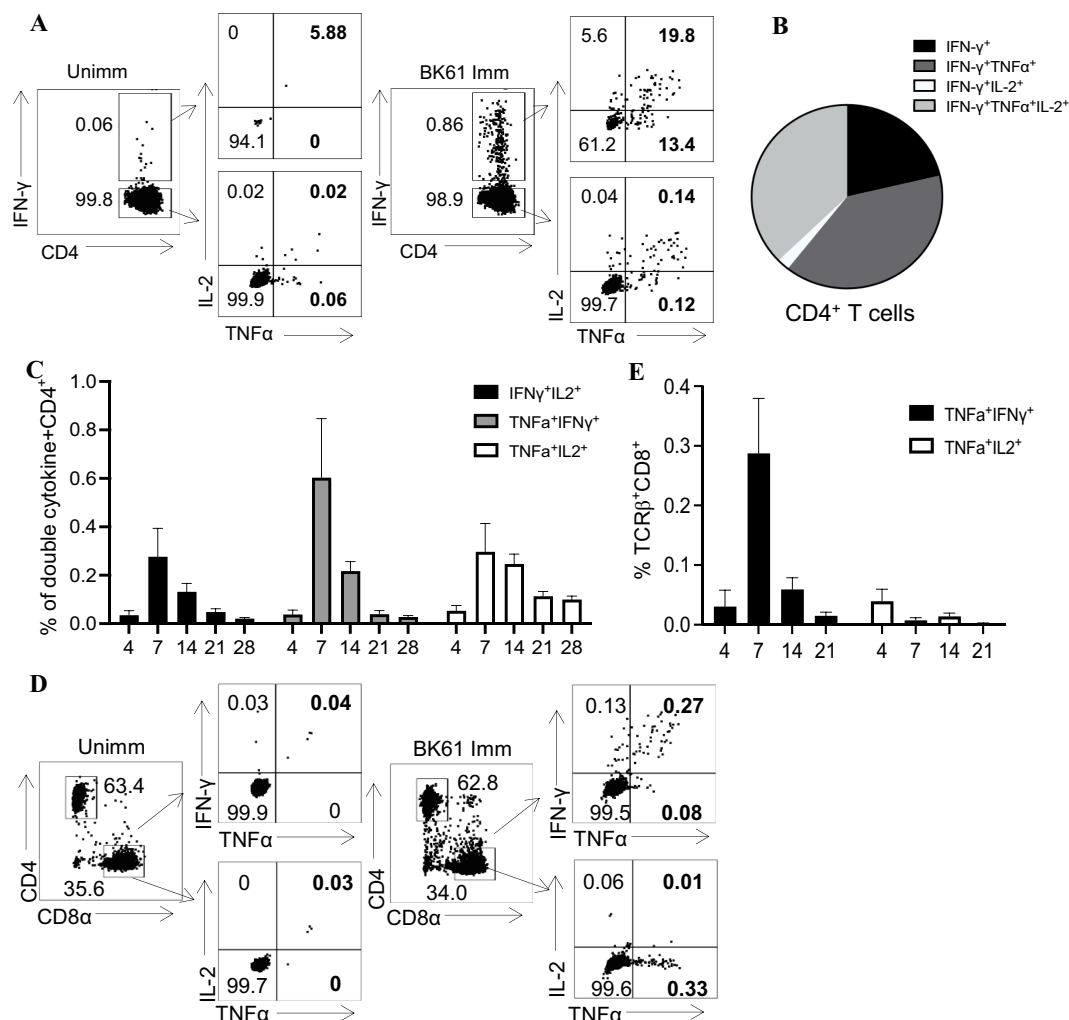 A
Unimm
IFN-γ
0.06
99.8
CD4
0 5.88
94.1 0
0.02 0.02
99.9 0.06
IL-2
TNFα
BK61 Imm
IFN-γ
0.86
98.9
CD4
5.6 19.8
61.2 13.4
0.04 0.14
99.7 0.12
IL-2
TNFα
B
IFN-γ⁺
IFN-γ⁺TNFα⁺
IFN-γ⁺IL-2⁺
IFN-γ⁺TNFα⁺IL-2⁺
CD4⁺ T cells
C
% of double cytokine+CD4⁺
1.0
0.8
0.6
0.4
0.2
0.0
IFNγ⁺IL2⁺
TNFa⁺IFNγ⁺
TNFa⁺IL2⁺
4 7 14 21 28 4 7 14 21 28 4 7 14 21 28
E
% TCRβ⁺CD8⁺
0.4
0.3
0.2
0.1
0.0
TNFa⁺IFNγ⁺
TNFa⁺IL2⁺
4 7 14 21 4 7 14 21
D
Unimm
CD4
63.4
35.6
CD8α
IFN-γ
0.03 0.04
99.9 0
TNFα
IL-2
0 0.03
99.7 0
TNFα
BK61 Imm
CD4
62.8
34.0
CD8α
IFN-γ
0.13 0.27
99.5 0.08
TNFα
IL-2
0.06 0.01
99.6 0.33
TNFα